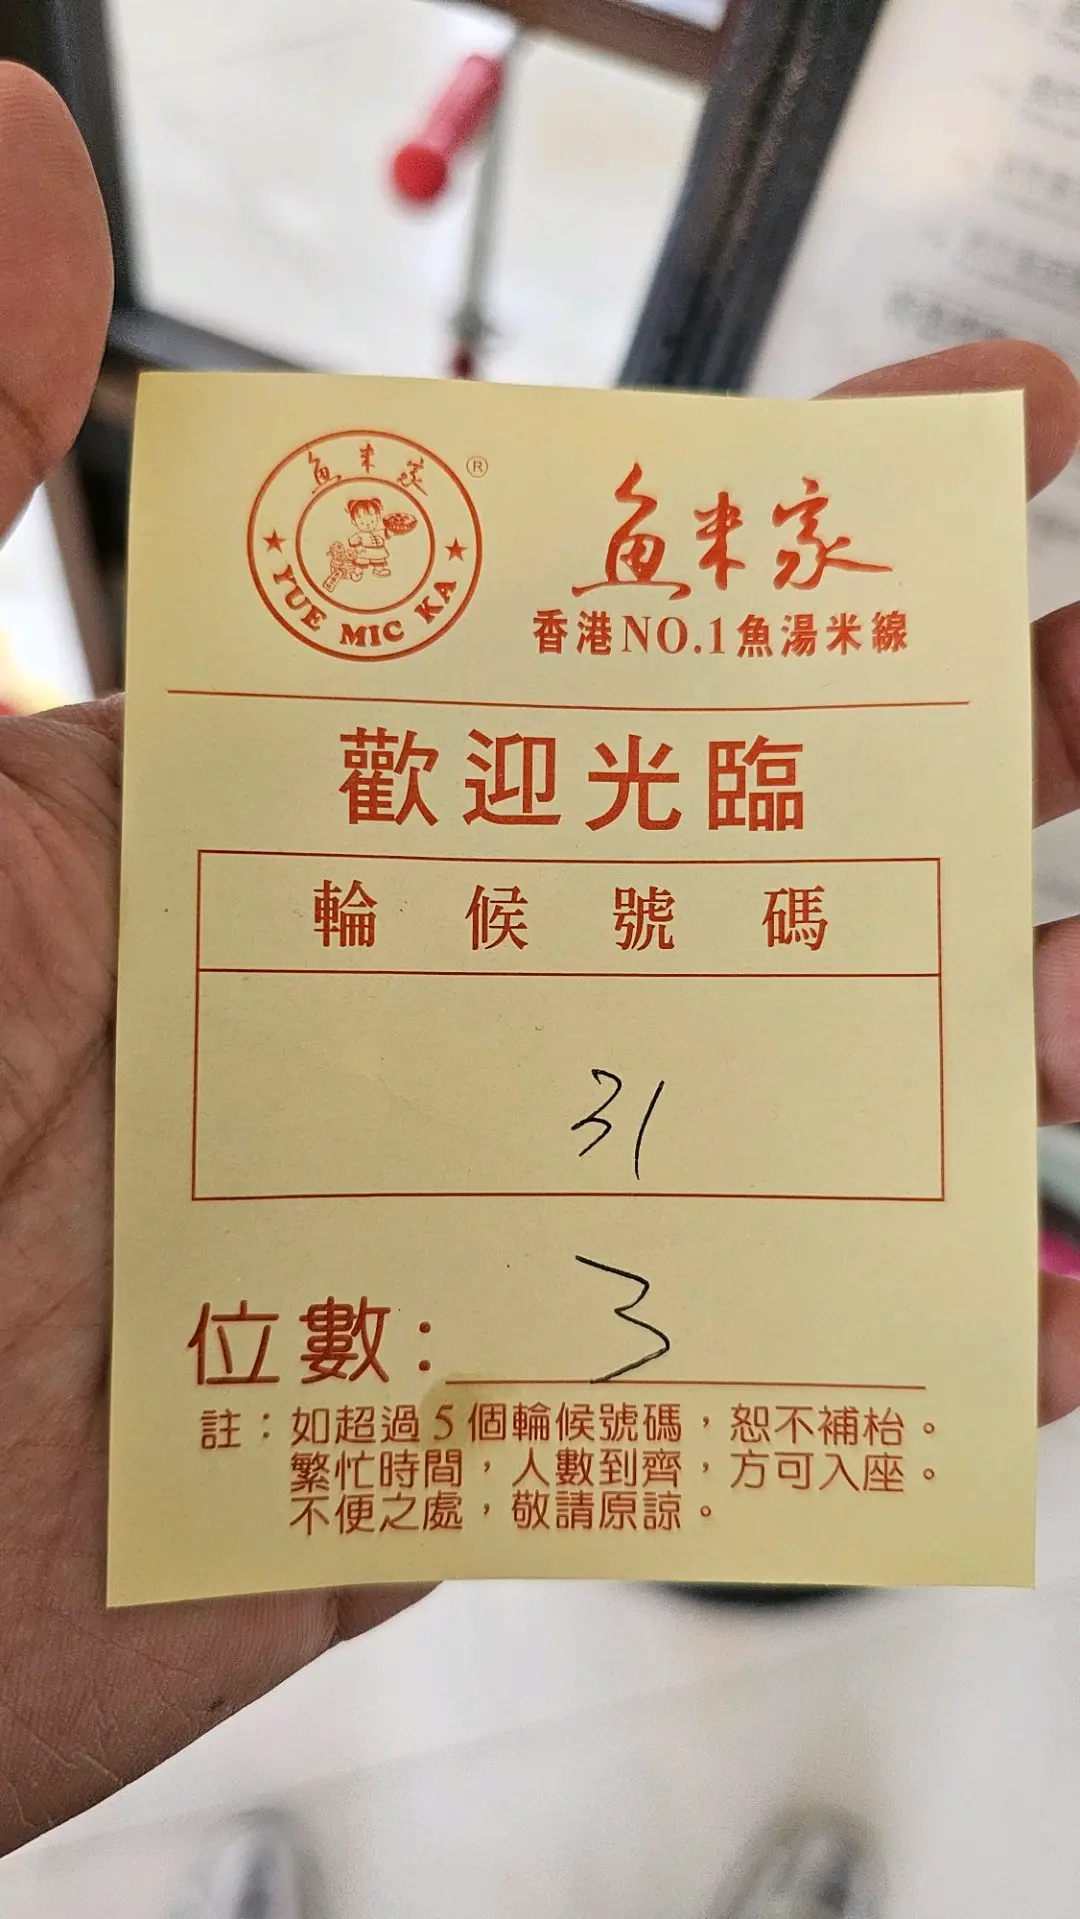 魚米家
®
YUE MIC KA
魚米家
香港NO.1魚湯米線
歡迎光臨
輪候號碼
31
位數：3
註：如超過5個輪候號碼，恕不補枱。
繁忙時間，人數到齊，方可入座。
不便之處，敬請原諒。